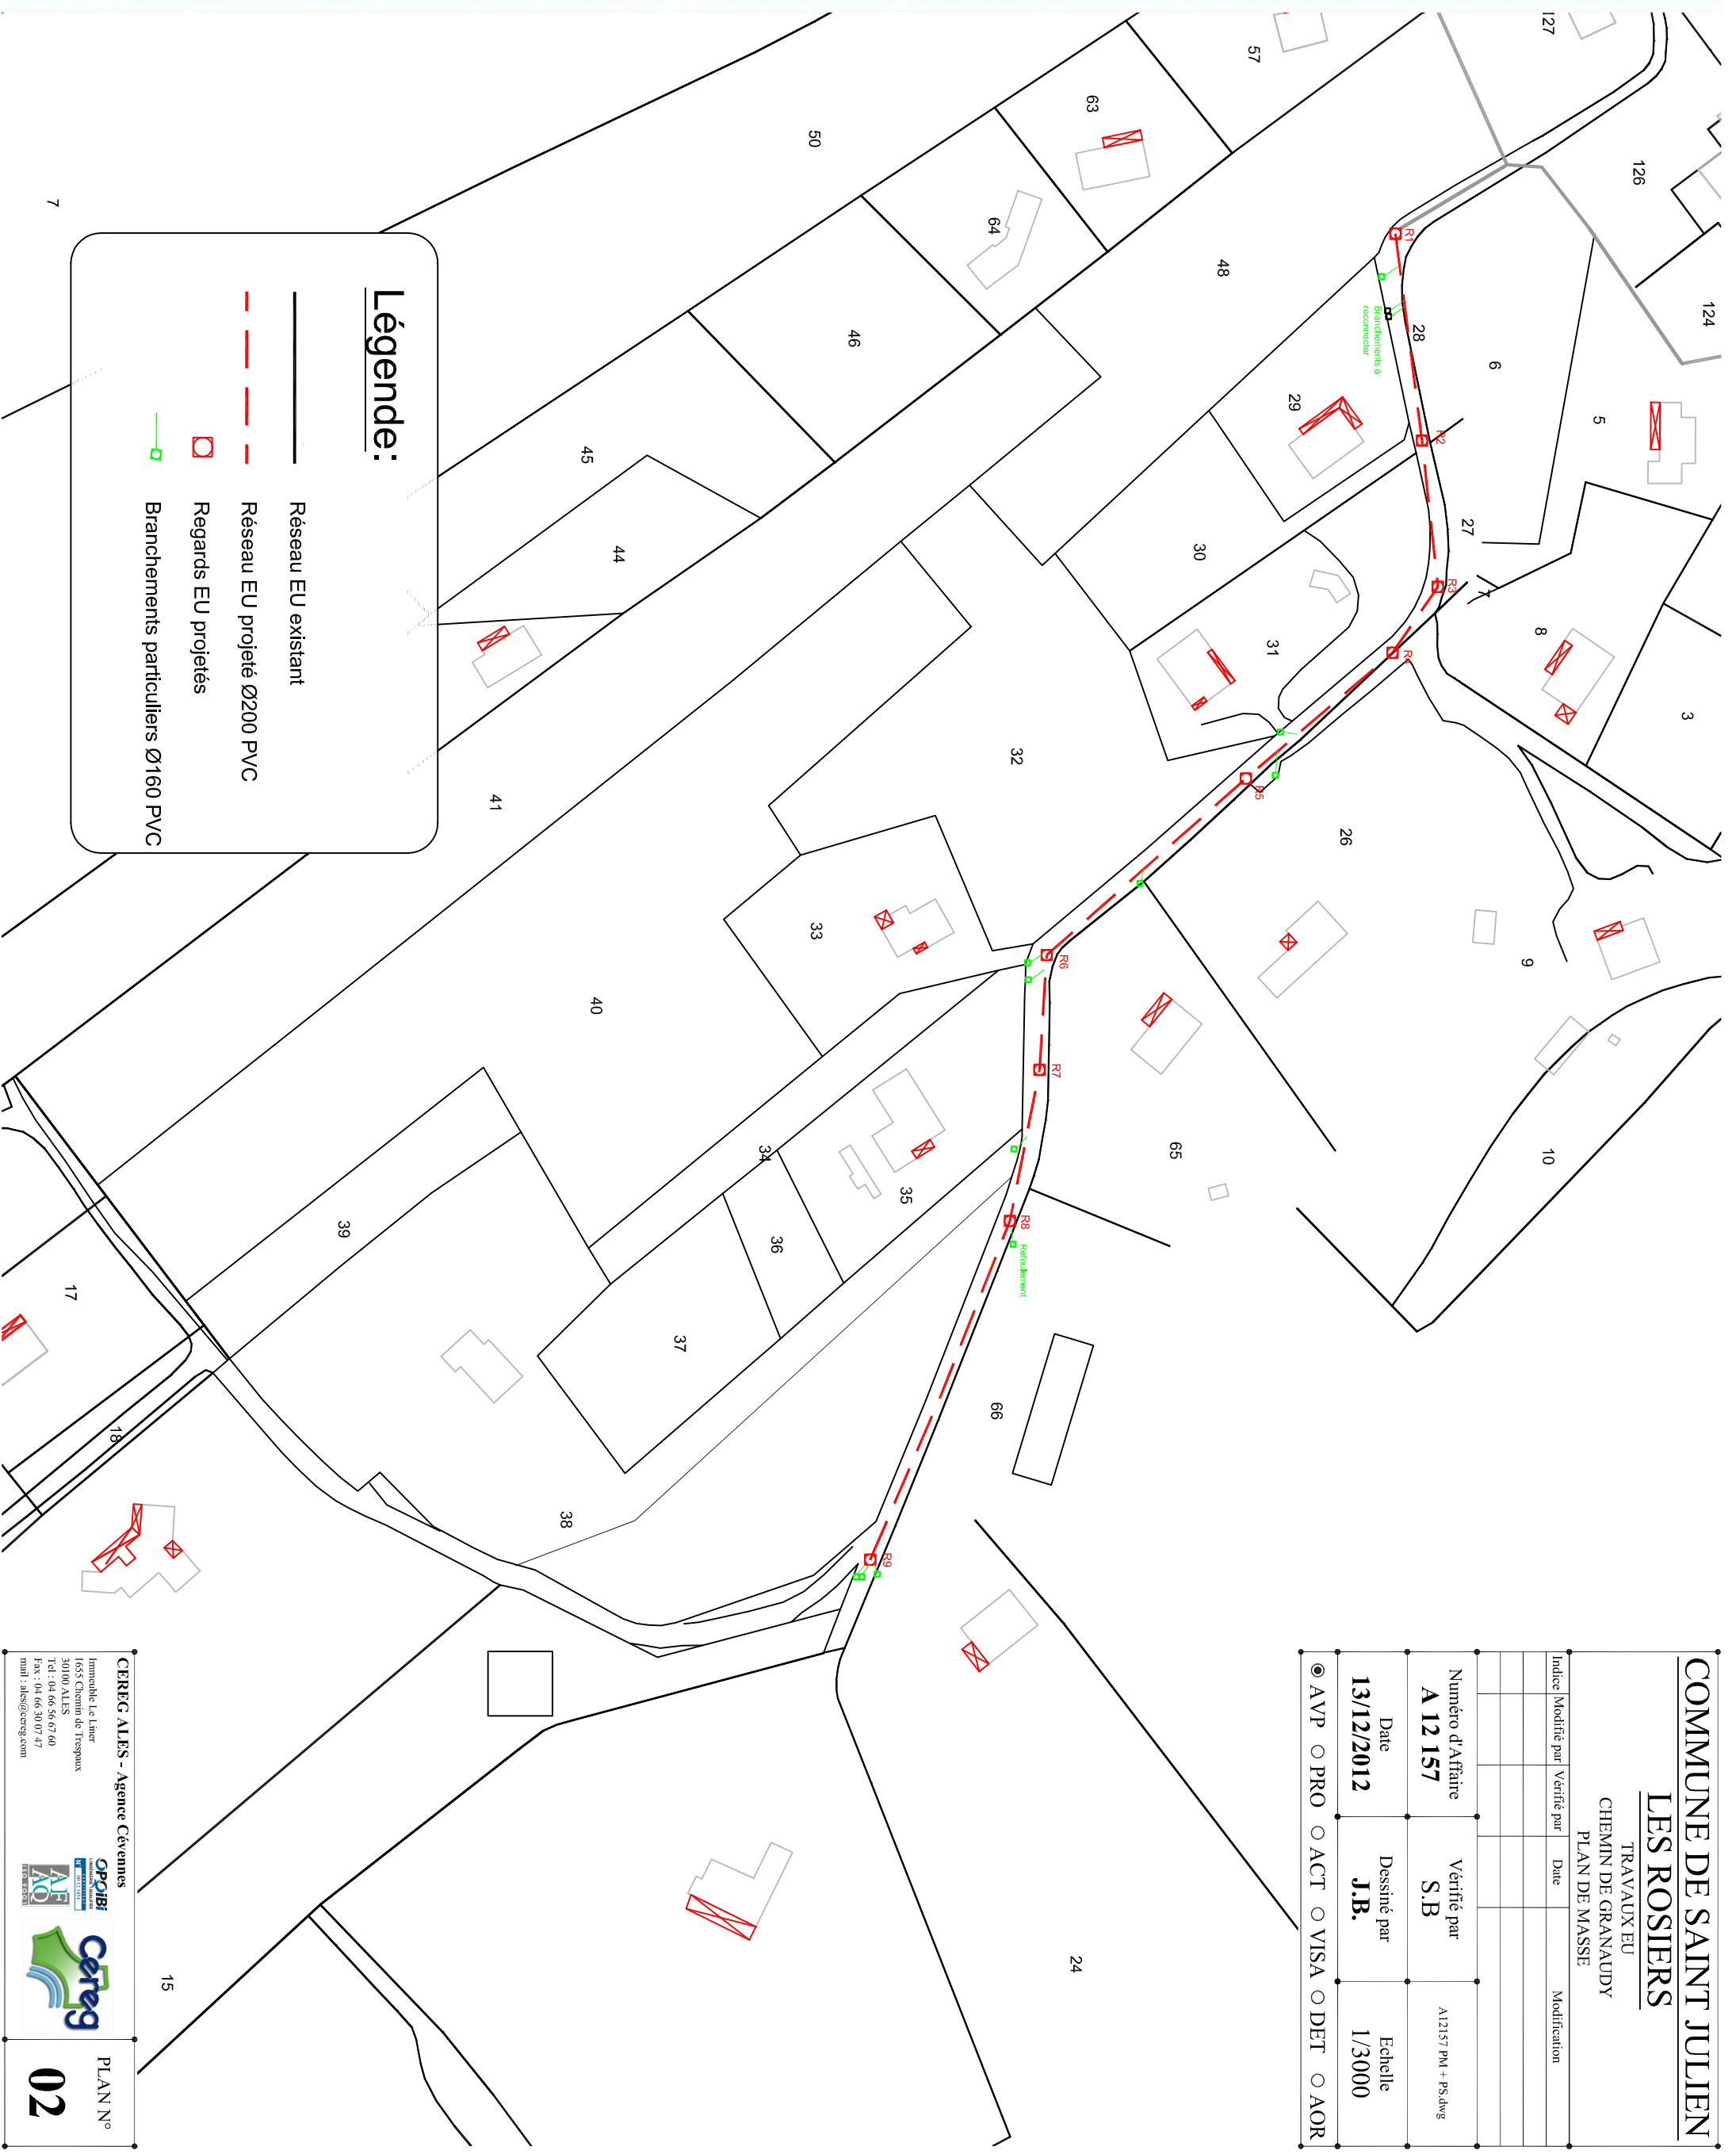 COMMUNE DE SAINT JULIEN
LES ROSIERS
TRAVAUX EU
CHEMIN DE GRANAUDY
PLAN DE MASSE
Indice Modifié par Vérifié par Date Modification
Numéro d'Affaire
A 12 157
Vérifié par
S.B
A12157 PM + PS.dwg
Date
13/12/2012
Dessiné par
J.B.
Echelle
1/3000
AVP PRO ACT VISA DET AOR
127
126
124
57
63
50
64
48
28
6
5
46
29
27
45
44
30
7
8
3
31
32
41
26
33
9
40
34
35
65
10
39
36
37
17
66
38
18
24
15
7
R1
R2
R3
R4
R5
R6
R7
R8
R9
Branchements à
reconnecter
Refoulement
Légende:
Réseau EU existant
Réseau EU projeté Ø200 PVC
Regards EU projetés
Branchements particuliers Ø160 PVC
CEREG ALES - Agence Cévennes
Immeuble Le Liner
1655 Chemin de Trespaux
30100 ALES
Tel : 04 66 56 67 60
Fax : 04 66 30 07 47
mail : ales@cereg.com
OPQIBI
AFAQ
ISO 9001
Cereg
PLAN N°
02